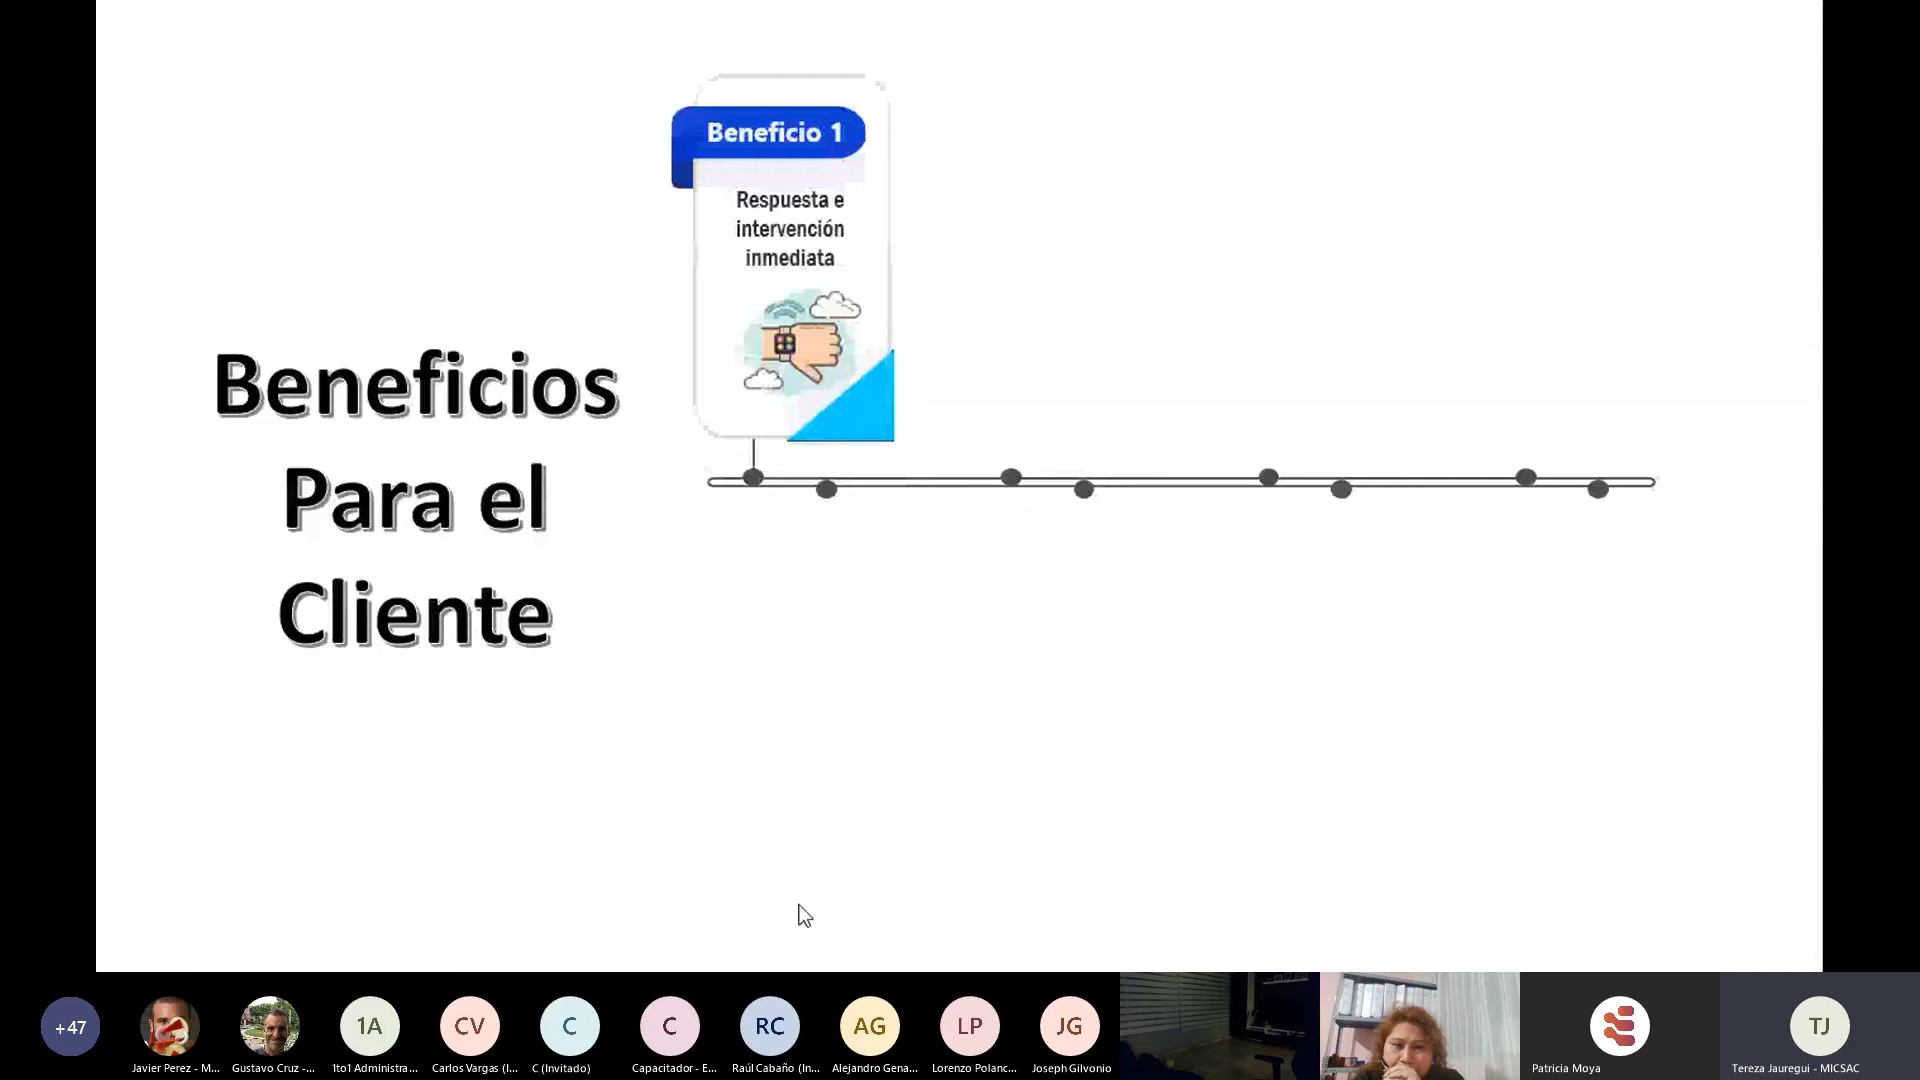 Beneficio 1
Respuesta e
intervención
inmediata
Beneficios
Para el
Cliente
+47
1A
CV
C
C
RC
AG
LP
JG
TJ
Javier Perez - M...
Gustavo Cruz -...
1to1 Administra...
Carlos Vargas (I...
C (Invitado)
Capacitador - E...
Raúl Cabaño (In...
Alejandro Gena...
Lorenzo Polanc...
Joseph Gilvonio
Patricia Moya
Tereza Jauregui - MICSAC